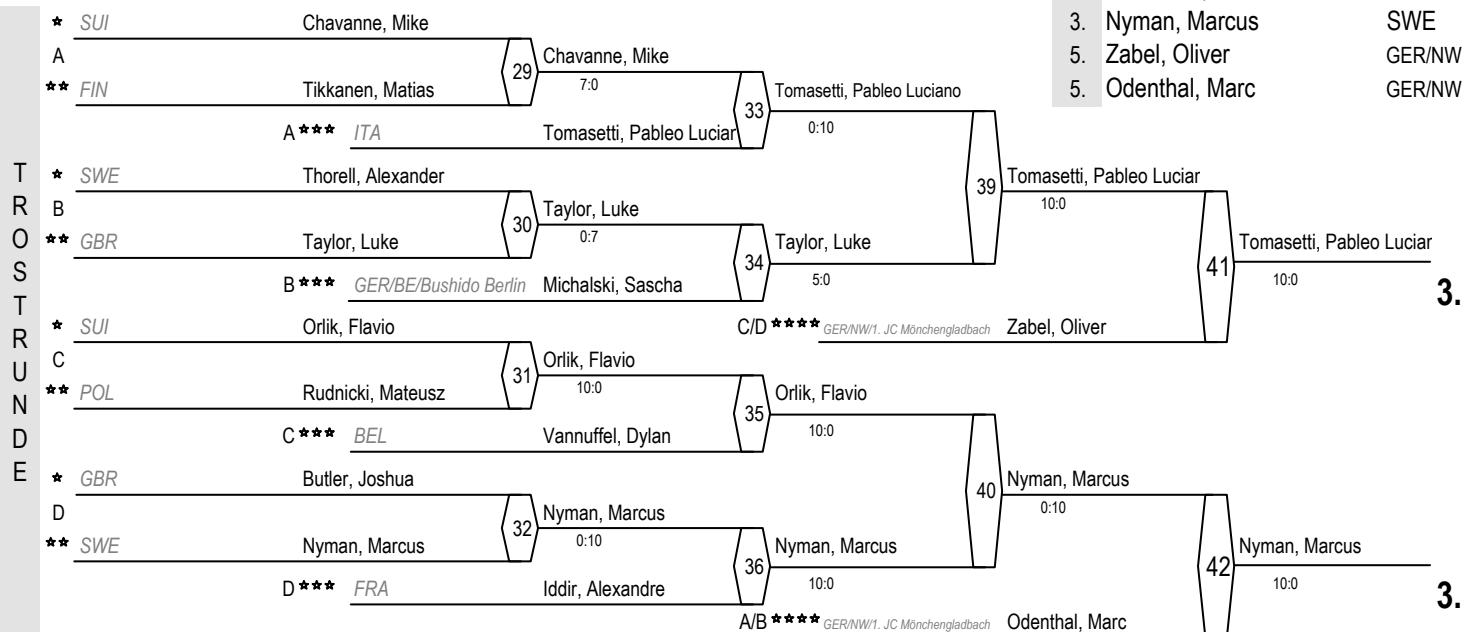 ★ SUI Chavanne, Mike
3. Nyman, Marcus SWE
A
5. Zabel, Oliver GER/NW
29 Chavanne, Mike
7:0
★★ FIN Tikkanen, Matias
5. Odenthal, Marc GER/NW
33 Tomasetti, Pableo Luciano
0:10
A ★★★ ITA Tomasetti, Pableo Luciar
TROSTRUNDE
★ SWE Thorell, Alexander
39 Tomasetti, Pableo Luciar
10:0
B
30 Taylor, Luke
0:7
★★ GBR Taylor, Luke
34 Taylor, Luke
5:0
41 Tomasetti, Pableo Luciar
10:0
3.
B ★★★ GER/BE/Bushido Berlin Michalski, Sascha
★ SUI Orlik, Flavio
C/D ★★★★ GER/NW/1. JC Mönchengladbach Zabel, Oliver
C
31 Orlik, Flavio
10:0
★★ POL Rudnicki, Mateusz
35 Orlik, Flavio
10:0
C ★★★ BEL Vannuffel, Dylan
★ GBR Butler, Joshua
40 Nyman, Marcus
0:10
D
32 Nyman, Marcus
0:10
★★ SWE Nyman, Marcus
36 Nyman, Marcus
10:0
42 Nyman, Marcus
10:0
3.
D ★★★ FRA Iddir, Alexandre
A/B ★★★★ GER/NW/1. JC Mönchengladbach Odenthal, Marc